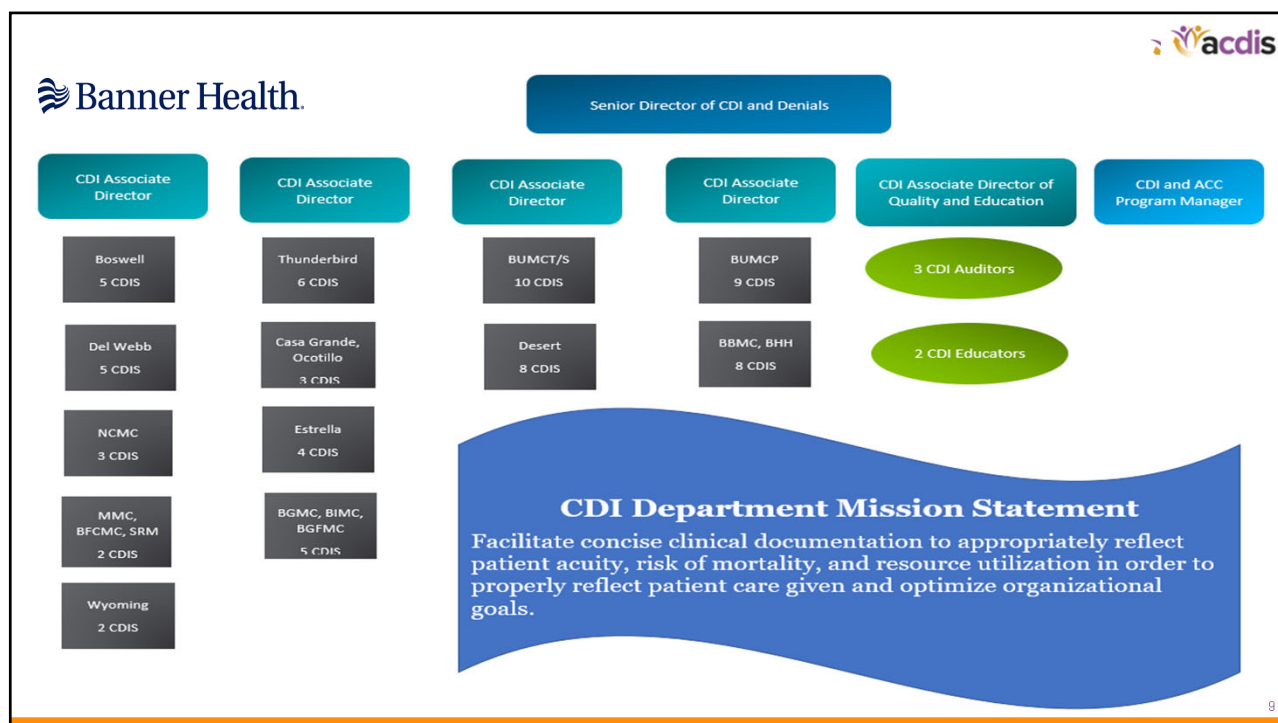 acdis
Banner Health.
Senior Director of CDI and Denials
CDI Associate
Director
CDI Associate
Director
CDI Associate
Director
CDI Associate
Director
CDI Associate Director of
Quality and Education
CDI and ACC
Program Manager
Boswell
5 CDIS
Del Webb
5 CDIS
NCMC
3 CDIS
MMC,
BFCMC, SRM
2 CDIS
Wyoming
2 CDIS
Thunderbird
6 CDIS
Casa Grande,
Ocotillo
3 CDIS
Estrella
4 CDIS
BGMC, BIMC,
BGFMC
5 CDIS
BUMCT/S
10 CDIS
Desert
8 CDIS
BUMCP
9 CDIS
BBMC, BHH
8 CDIS
3 CDI Auditors
2 CDI Educators
CDI Department Mission Statement
Facilitate concise clinical documentation to appropriately reflect
patient acuity, risk of mortality, and resource utilization in order to
properly reflect patient care given and optimize organizational
goals.
9